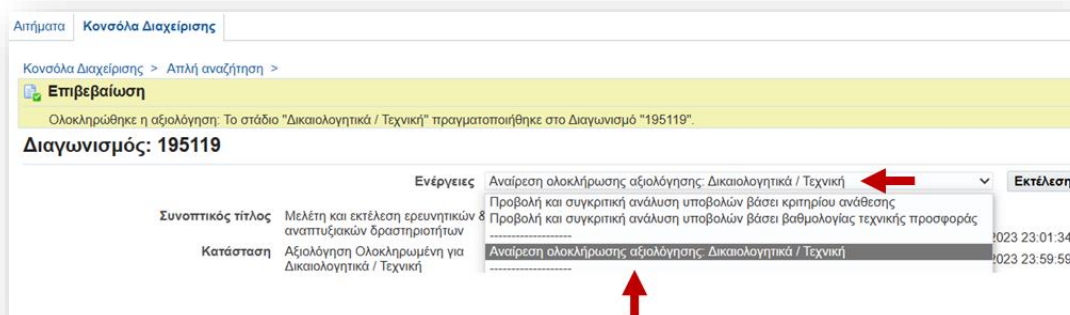 Αιτήματα Κονσόλα Διαχείρισης
Κονσόλα Διαχείρισης > Απλή αναζήτηση >
Επιβεβαίωση
Ολοκληρώθηκε η αξιολόγηση: Το στάδιο "Δικαιολογητικά / Τεχνική" πραγματοποιήθηκε στο Διαγωνισμό "195119".
Διαγωνισμός: 195119
Ενέργειες Αναίρεση ολοκλήρωσης αξιολόγησης: Δικαιολογητικά / Τεχνική Εκτέλεση
Προβολή και συγκριτική ανάλυση υποβολών βάσει κριτηρίου ανάθεσης
Συνοπτικός τίτλος Μελέτη και εκτέλεση ερευνητικών & Προβολή και συγκριτική ανάλυση υποβολών βάσει βαθμολογίας τεχνικής προσφοράς
αναπτυξιακών δραστηριοτήτων -------------------
2023 23:01:34
Κατάσταση Αξιολόγηση Ολοκληρωμένη για Αναίρεση ολοκλήρωσης αξιολόγησης: Δικαιολογητικά / Τεχνική
Δικαιολογητικά / Τεχνική ------------------- 2023 23:59:59